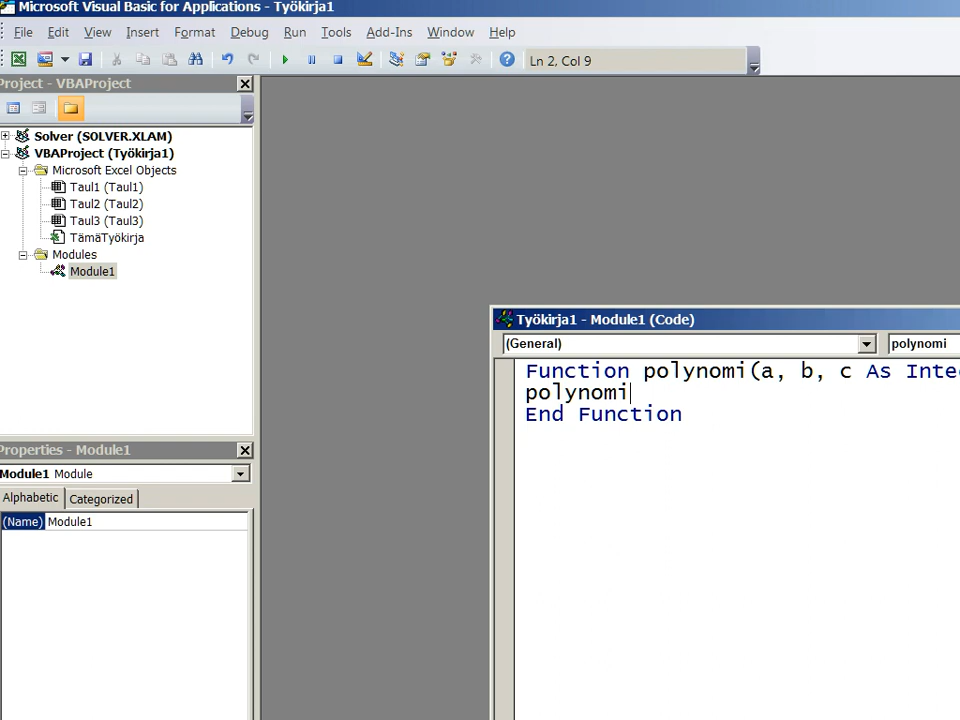 Microsoft Visual Basic for Applications - Työkirja1
File Edit View Insert Format Debug Run Tools Add-Ins Window Help
Ln 2, Col 9
Project - VBAProject
Solver (SOLVER.XLAM)
VBAProject (Työkirja1)
Microsoft Excel Objects
Taul1 (Taul1)
Taul2 (Taul2)
Taul3 (Taul3)
TämäTyökirja
Modules
Module1
Työkirja1 - Module1 (Code)
(General) polynomi
Function polynomi(a, b, c As Inte
polynomi
End Function
Properties - Module1
Module1 Module
Alphabetic Categorized
(Name) Module1